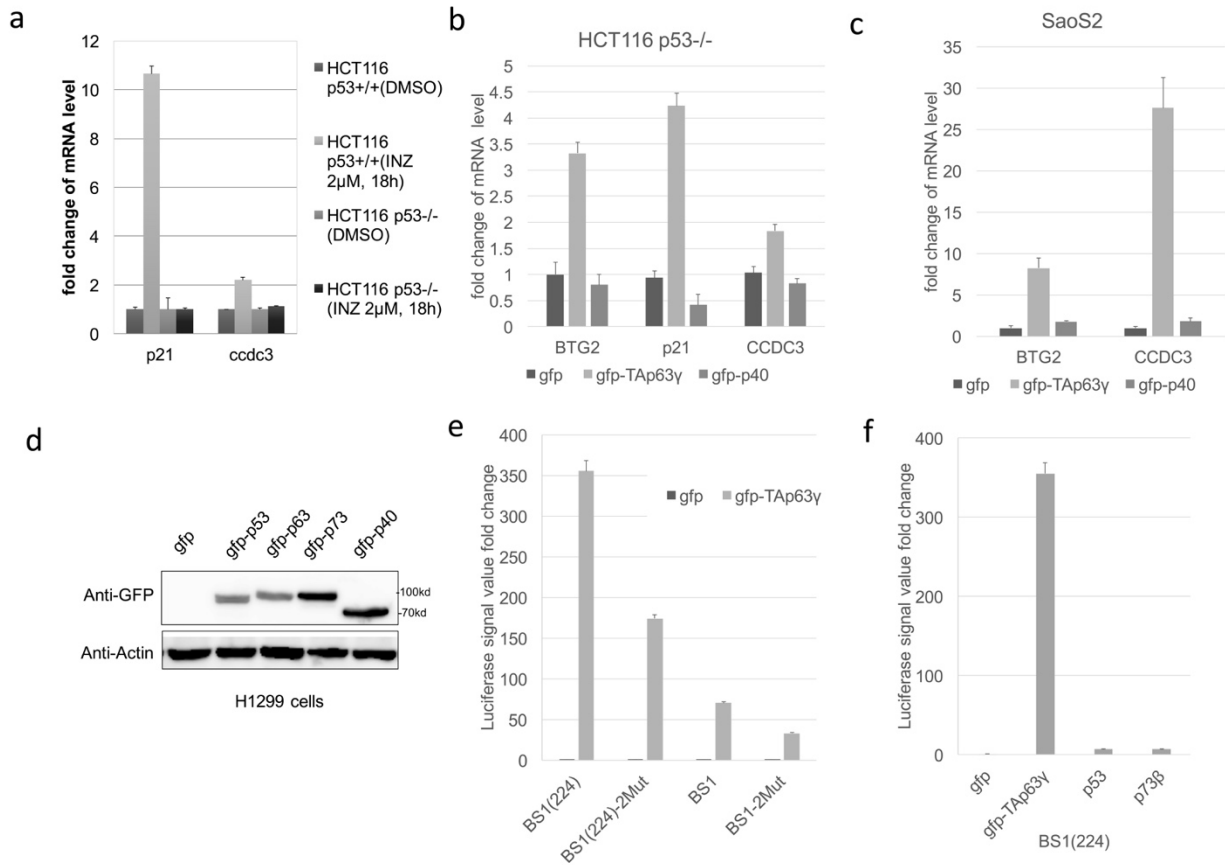 a
fold change of mRNA level
12
10
8
6
4
2
0
p21
ccdc3
HCT116
p53+/+(DMSO)
HCT116
p53+/+(INZ
2µM, 18h)
HCT116 p53-/-
(DMSO)
HCT116 p53-/-
(INZ 2µM, 18h)
b
HCT116 p53-/-
fold change of mRNA level
5
4.5
4
3.5
3
2.5
2
1.5
1
0.5
0
BTG2
p21
CCDC3
gfp
gfp-TAp63γ
gfp-p40
c
SaoS2
fold change of mRNA level
35
30
25
20
15
10
5
0
BTG2
CCDC3
gfp
gfp-TAp63γ
gfp-p40
d
gfp
gfp-p53
gfp-p63
gfp-p73
gfp-p40
Anti-GFP
-100kd
-70kd
Anti-Actin
H1299 cells
e
Luciferase signal value fold change
400
350
300
250
200
150
100
50
0
gfp
gfp-TAp63γ
BS1(224)
BS1(224)-2Mut
BS1
BS1-2Mut
f
Luciferase signal value fold change
400
300
200
100
0
gfp
gfp-TAp63γ
p53
p73β
BS1(224)